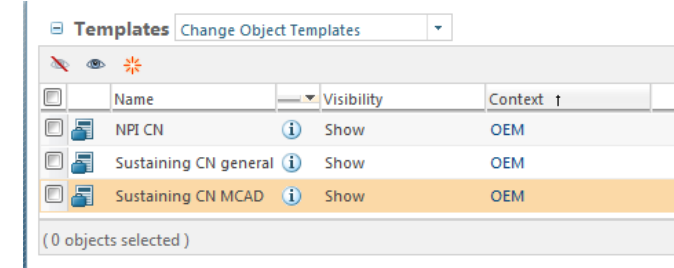 Templates Change Object Templates
Name Visibility Context ↑
NPI CN Show OEM
Sustaining CN general Show OEM
Sustaining CN MCAD Show OEM
( 0 objects selected )